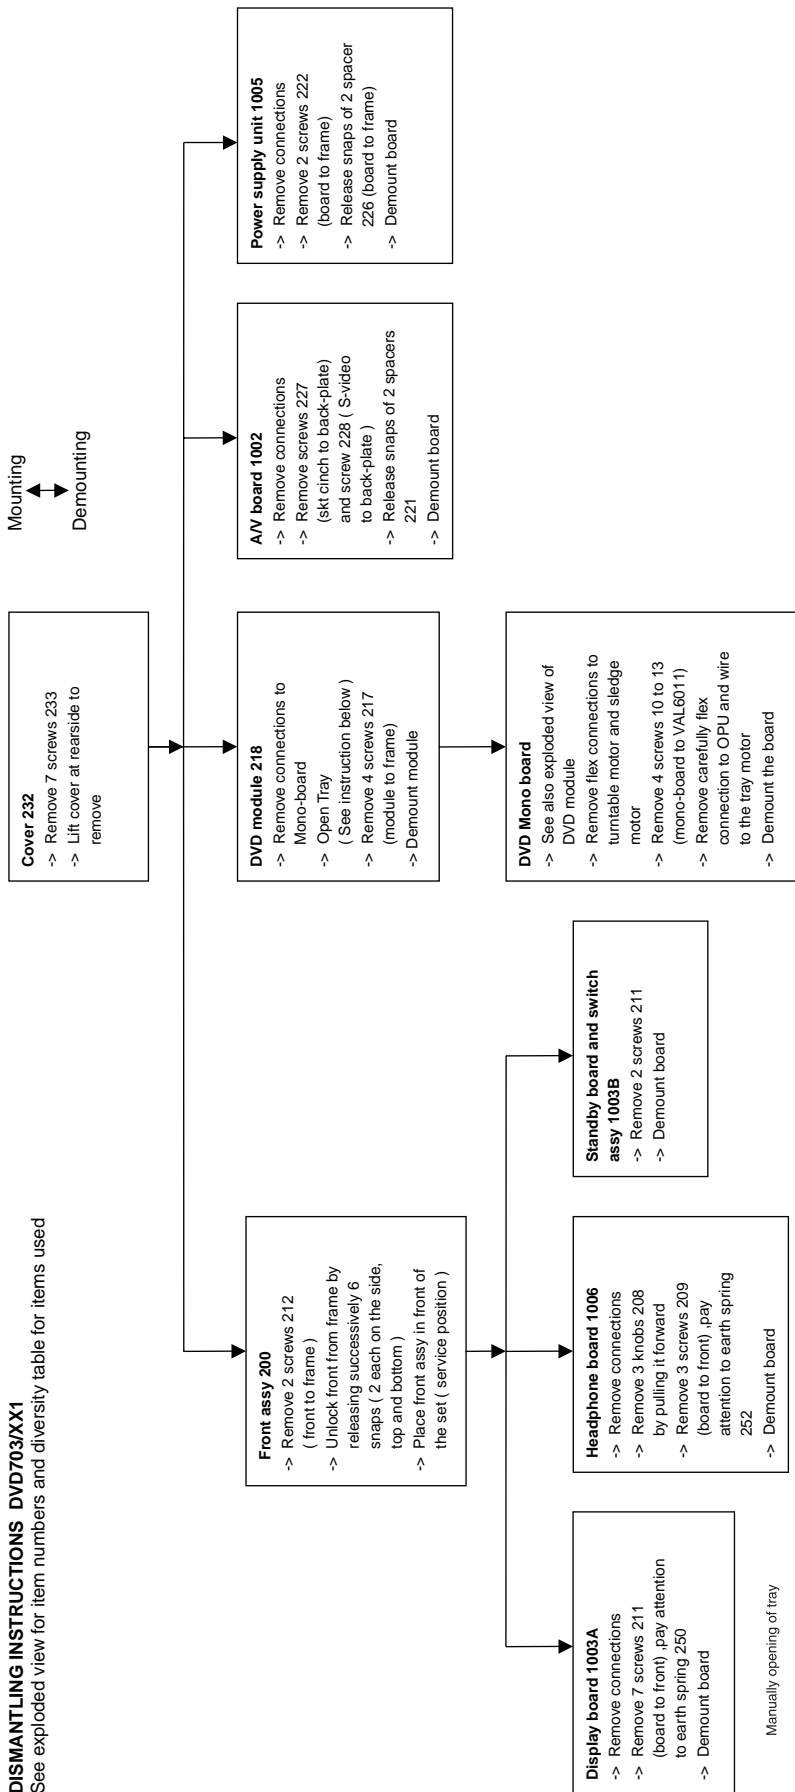 DISMANTLING INSTRUCTIONS  DVD703/XX1
See exploded view for item numbers and diversity table for items used
Mounting
Demounting
Cover 232
-> Remove 7 screws 233
-> Lift cover at rearside to
remove
Front assy 200
-> Remove 2 screws 212
( front to frame )
-> Unlock front from frame by
releasing successively 6
snaps ( 2 each on the side,
top and bottom )
-> Place front assy in front of
the set ( service position )
DVD module 218
-> Remove connections to
Mono-board
-> Open Tray
( See instruction below )
-> Remove 4 screws 217
(module to frame)
-> Demount module
A/V board 1002
-> Remove connections
-> Remove screws 227
(skt cinch to back-plate)
and screw 228 ( S-video
to back-plate )
-> Release snaps of 2 spacers
221
-> Demount board
Power supply unit 1005
-> Remove connections
-> Remove 2 screws 222
(board to frame)
-> Release snaps of 2 spacer
226 (board to frame)
-> Demount board
Display board 1003A
-> Remove connections
-> Remove 7 screws 211
(board to front) ,pay attention
to earth spring 250
-> Demount board
Headphone board 1006
-> Remove connections
-> Remove 3 knobs 208
by pulling it forward
-> Remove 3 screws 209
(board to front) ,pay
attention to earth spring
252
-> Demount board
Standby board and switch
assy 1003B
-> Remove 2 screws 211
-> Demount board
DVD Mono board
-> See also exploded view of
DVD module
-> Remove flex connections to
turntable motor and sledge
motor
-> Remove 4 screws 10 to 13
(mono-board to VAL6011)
-> Remove carefully flex
connection to OPU and wire
to the tray motor
-> Demount the board
Manually opening of tray